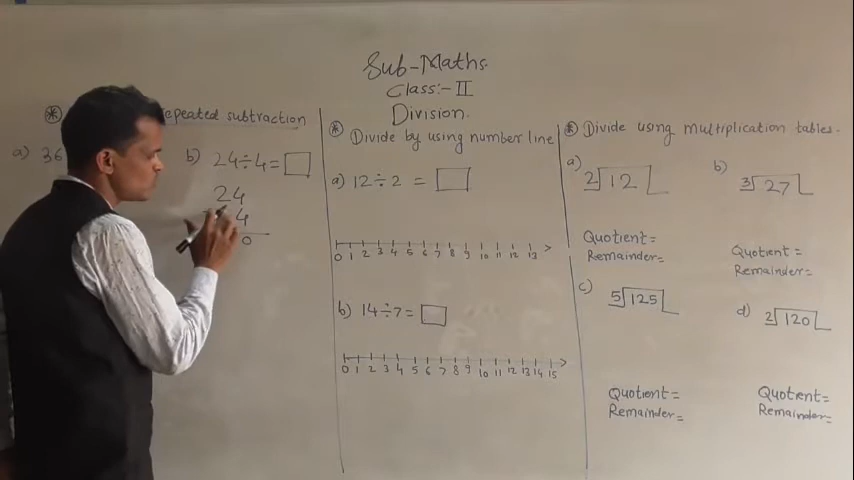 Sub-Maths
Class:-II
Division.
epeated subtraction
a) 36
b) 24÷4=
24
4
0
Divide by using number line
a) 12÷2 =
0 1 2 3 4 5 6 7 8 9 10 11 12 13
b) 14÷7=
0 1 2 3 4 5 6 7 8 9 10 11 12 13 14 15
Divide using multiplication tables.
a) 2 12
Quotient=
Remainder=
b) 3 27
Quotient =
Remainder=
c) 5 125
Quotient=
Remainder=
d) 2 120
Quotient=
Remainder=